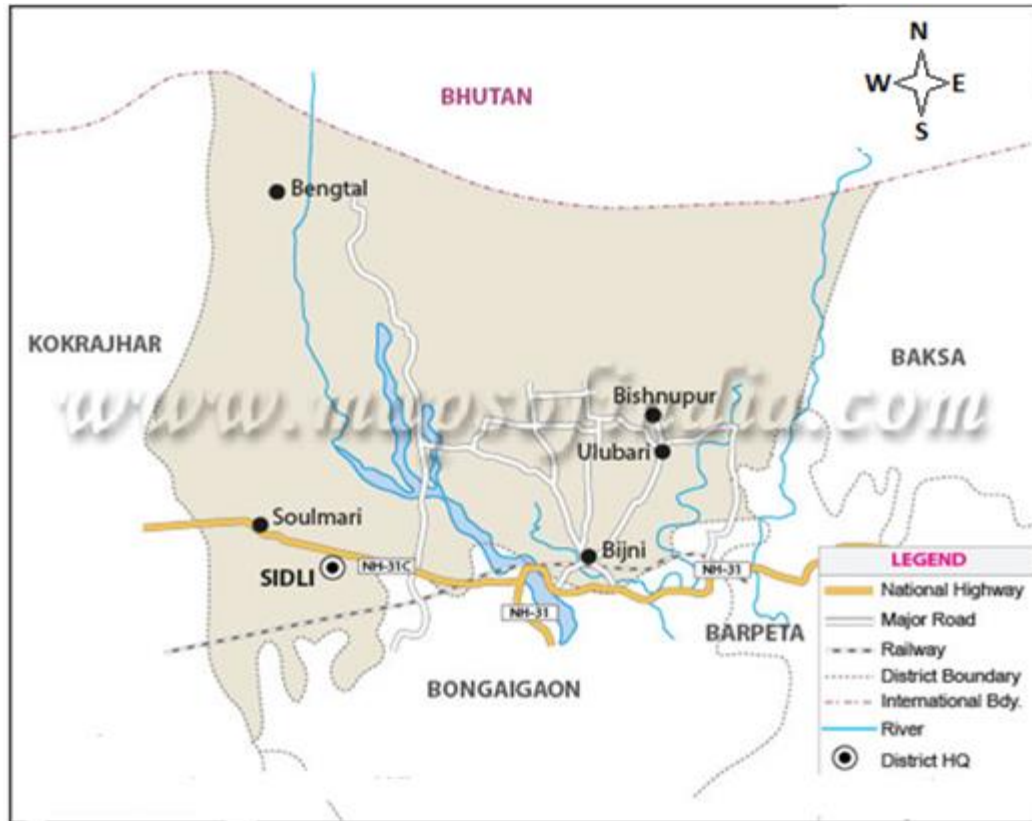 N
W E
S
BHUTAN
Bengtal
KOKRAJHAR
BAKSA
www.mapsofindia.com
Bishnupur
Ulubari
Soulmari
Bijni
SIDLI
NH-31C
NH-31
NH-31
BARPETA
BONGAIGAON
LEGEND
National Highway
Major Road
Railway
District Boundary
International Bdy.
River
District HQ